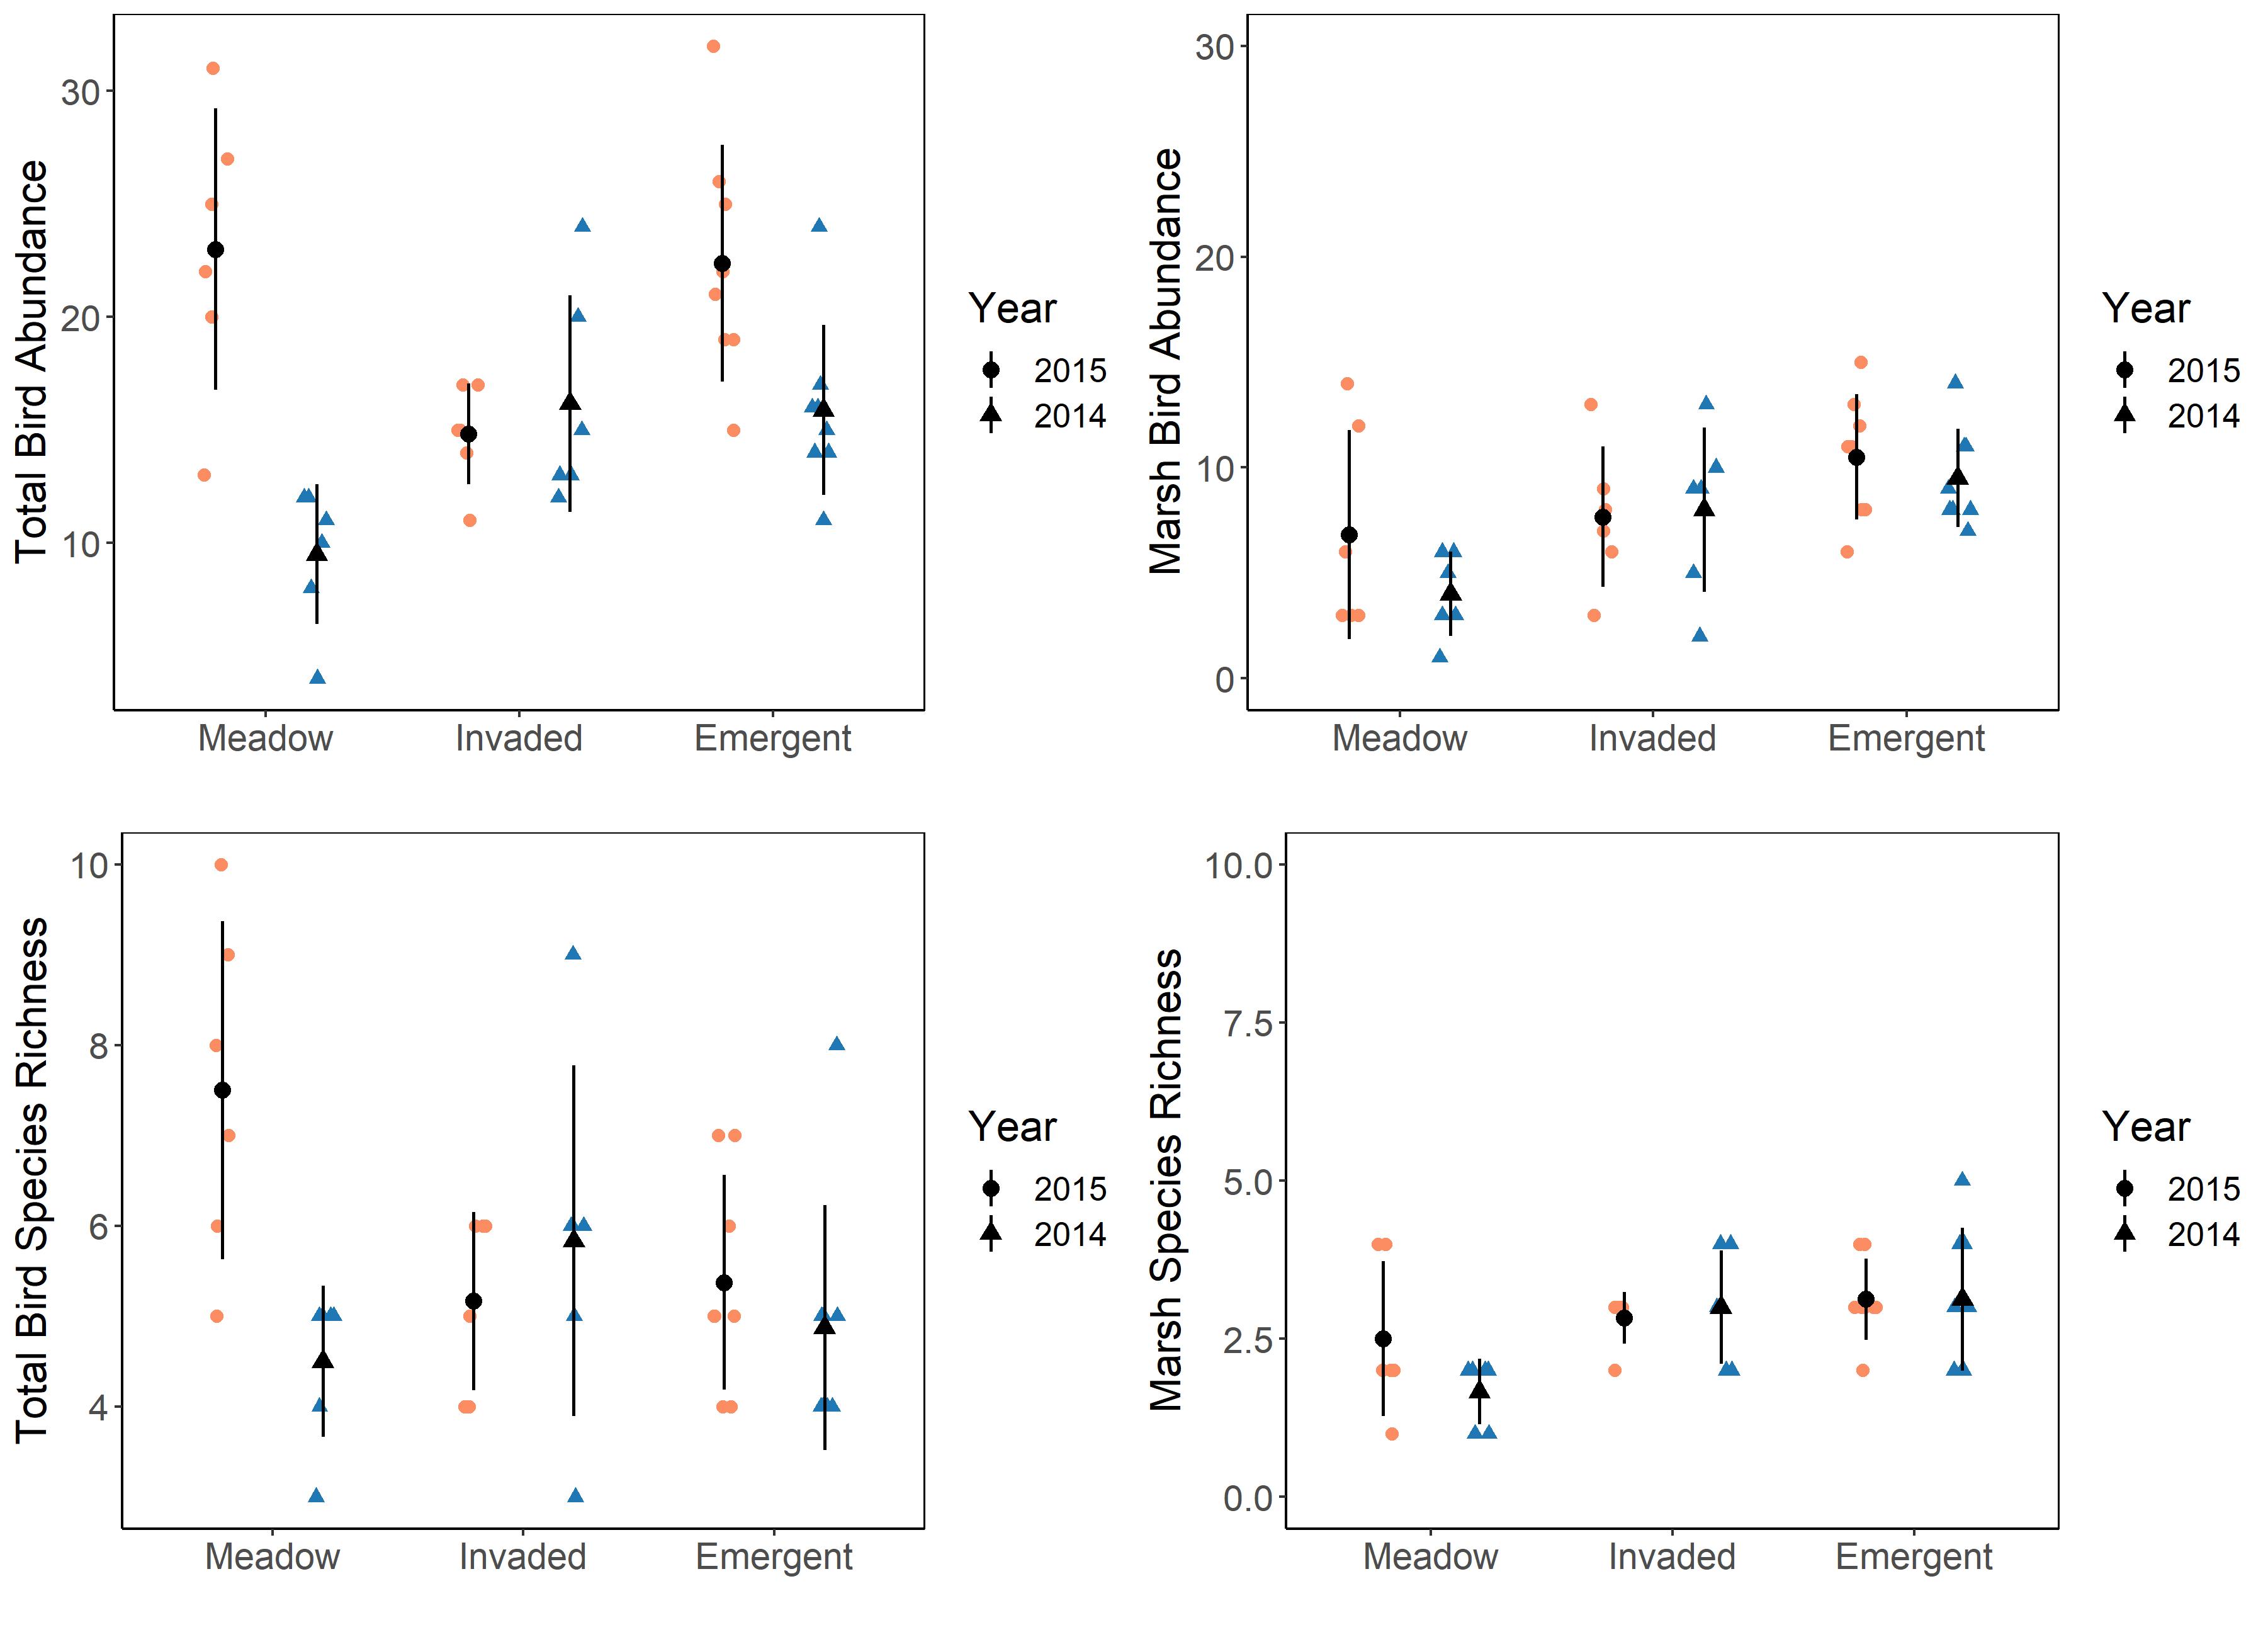 Total Bird Abundance
30
20
10
Meadow Invaded Emergent
Year
2015
2014
Marsh Bird Abundance
30
20
10
0
Meadow Invaded Emergent
Year
2015
2014
Total Bird Species Richness
10
8
6
4
Meadow Invaded Emergent
Year
2015
2014
Marsh Species Richness
10.0
7.5
5.0
2.5
0.0
Meadow Invaded Emergent
Year
2015
2014